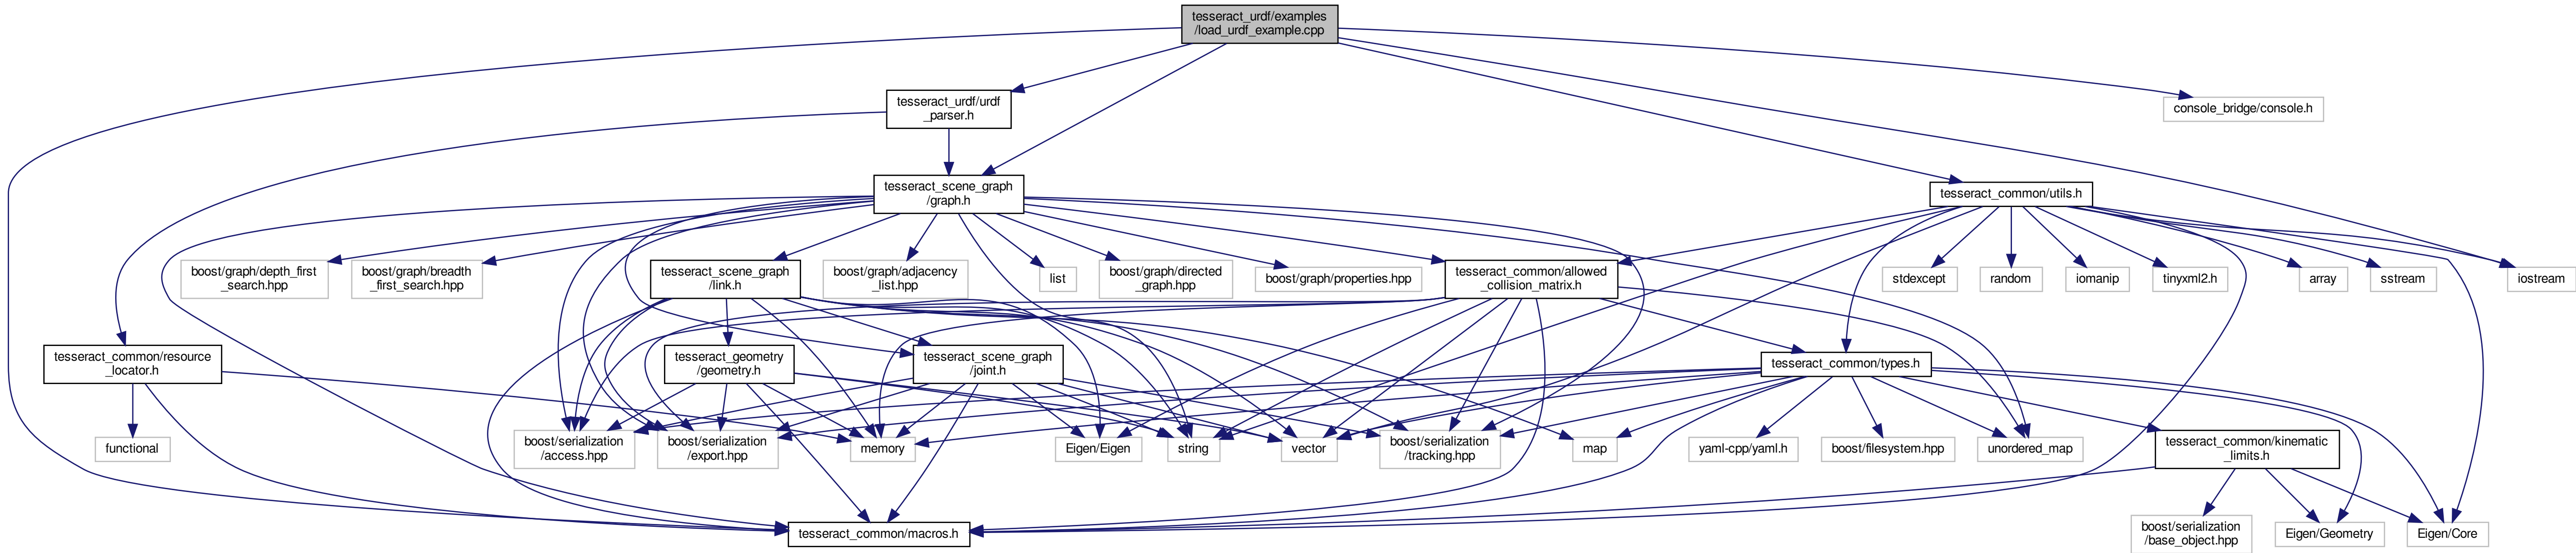 tesseract_urdf/examples
/load_urdf_example.cpp
tesseract_urdf/urdf
_parser.h
console_bridge/console.h
tesseract_scene_graph
/graph.h
tesseract_common/utils.h
boost/graph/depth_first
_search.hpp
boost/graph/breadth
_first_search.hpp
tesseract_scene_graph
/link.h
boost/graph/adjacency
_list.hpp
list
boost/graph/directed
_graph.hpp
boost/graph/properties.hpp
tesseract_common/allowed
_collision_matrix.h
stdexcept
random
iomanip
tinyxml2.h
array
sstream
iostream
tesseract_common/resource
_locator.h
tesseract_geometry
/geometry.h
tesseract_scene_graph
/joint.h
tesseract_common/types.h
functional
boost/serialization
/access.hpp
boost/serialization
/export.hpp
memory
Eigen/Eigen
string
vector
boost/serialization
/tracking.hpp
map
yaml-cpp/yaml.h
boost/filesystem.hpp
unordered_map
tesseract_common/kinematic
_limits.h
tesseract_common/macros.h
boost/serialization
/base_object.hpp
Eigen/Geometry
Eigen/Core